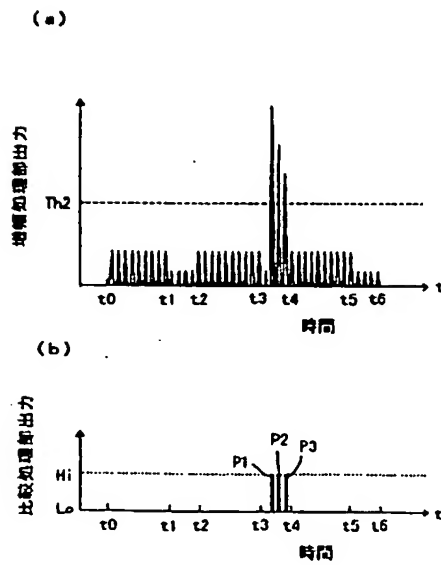 (a)
増幅処理部出力
Th2
t0 t1 t2 t3 t4 t5 t6 t
時間
(b)
比較処理部出力
P1 P2 P3
Hi
Lo
t0 t1 t2 t3 t4 t5 t6 t
時間